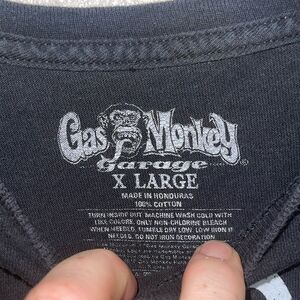 Gas Monkey
garage
X LARGE
MADE IN HONDURAS
100% COTTON
TURN INSIDE OUT MACHINE WASH COLD WITH
LIKE COLORS. ONLY NON-CHLORINE BLEACH
WHEN NEEDED. TUMBLE DRY LOW. LOW IRON IF
NEEDED. DO NOT IRON DECORATION